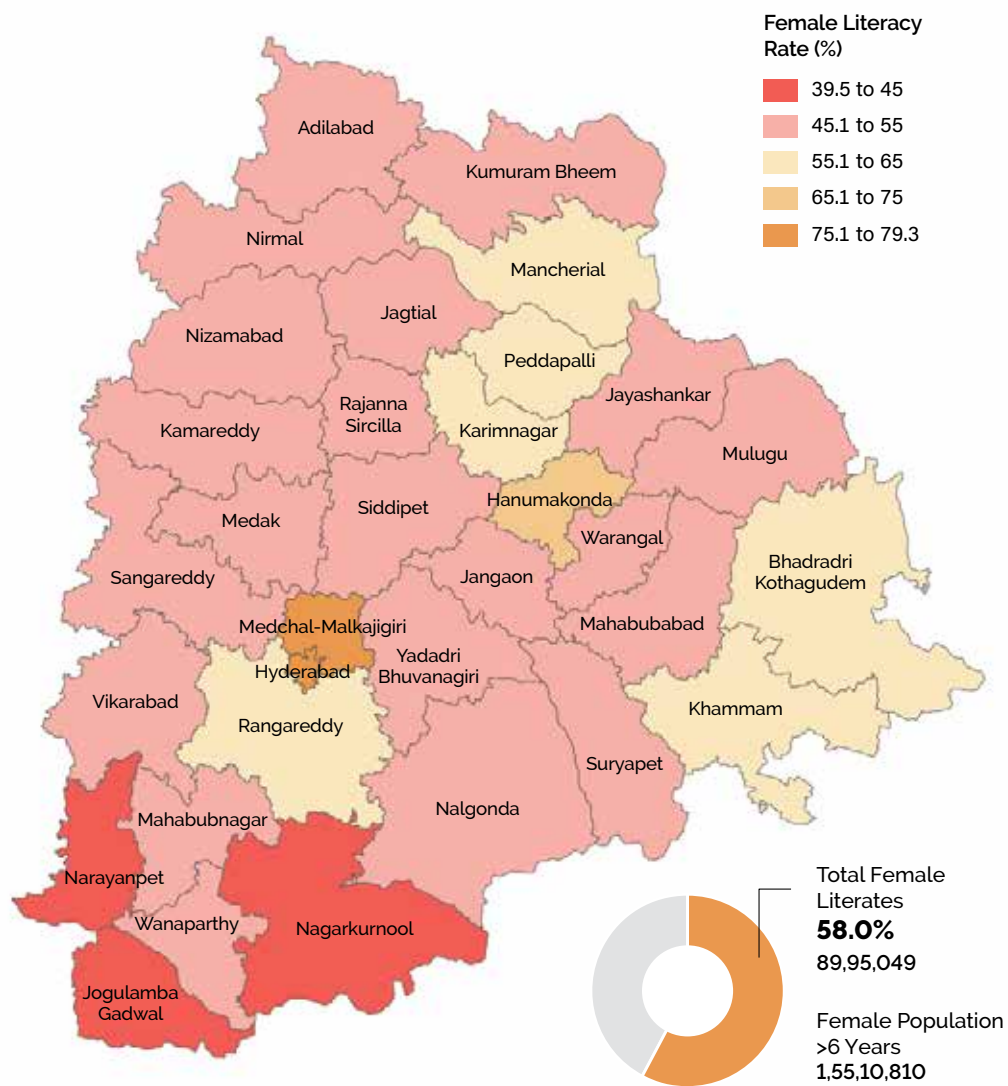 Female Literacy
Rate (%)
39.5 to 45
45.1 to 55
55.1 to 65
65.1 to 75
75.1 to 79.3
Adilabad
Kumuram Bheem
Nirmal
Mancherial
Jagtial
Nizamabad
Peddapalli
Jayashankar
Rajanna
Sircilla
Karimnagar
Kamareddy
Mulugu
Hanumakonda
Siddipet
Medak
Warangal
Bhadradri
Kothagudem
Jangaon
Sangareddy
Mahabubabad
Medchal-Malkajigiri
Yadadri
Bhuvanagiri
Hyderabad
Vikarabad
Khammam
Rangareddy
Suryapet
Nalgonda
Mahabubnagar
Narayanpet
Wanaparthy
Nagarkurnool
Jogulamba
Gadwal
Total Female
Literates
58.0%
89,95,049
Female Population
>6 Years
1,55,10,810